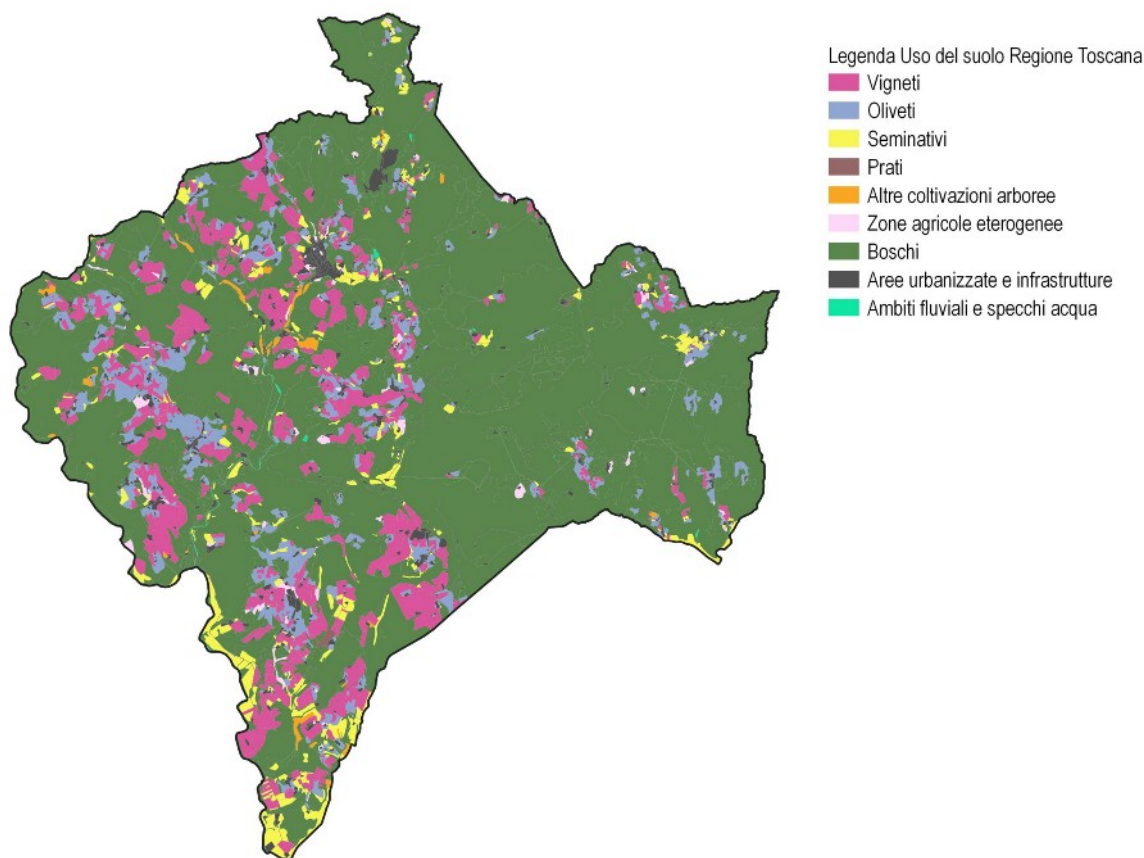 Legenda Uso del suolo Regione Toscana
Vigneti
Oliveti
Seminativi
Prati
Altre coltivazioni arboree
Zone agricole eterogenee
Boschi
Aree urbanizzate e infrastrutture
Ambiti fluviali e specchi acqua